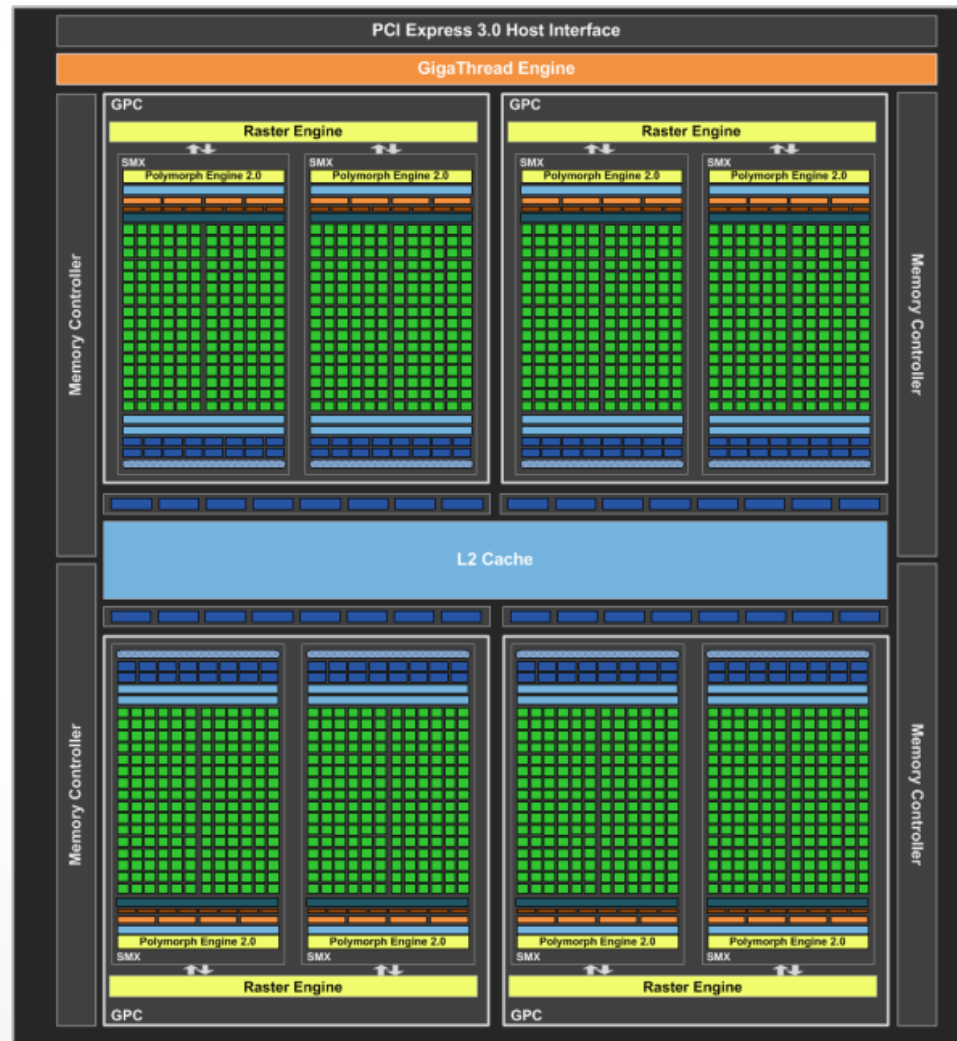 PCI Express 3.0 Host Interface
GigaThread Engine
GPC
GPC
Raster Engine
Raster Engine
SMX
SMX
SMX
SMX
Polymorph Engine 2.0
Polymorph Engine 2.0
Polymorph Engine 2.0
Polymorph Engine 2.0
Memory Controller
Memory Controller
L2 Cache
Memory Controller
Memory Controller
Polymorph Engine 2.0
Polymorph Engine 2.0
Polymorph Engine 2.0
Polymorph Engine 2.0
SMX
SMX
SMX
SMX
Raster Engine
Raster Engine
GPC
GPC